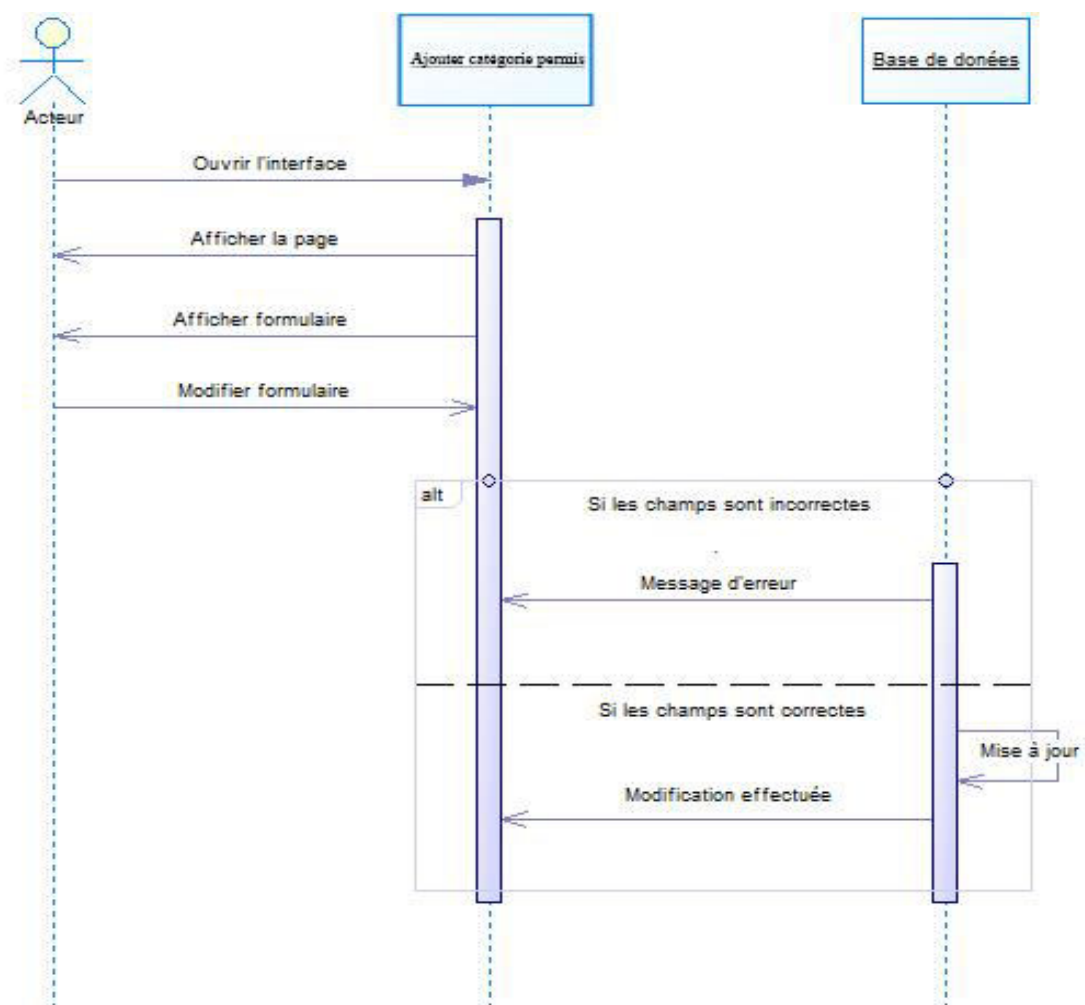 Acteur
Ajouter catégorie permis
Base de donées
Ouvrir l'interface
Afficher la page
Afficher formulaire
Modifier formulaire
alt
Si les champs sont incorrectes
Message d'erreur
Si les champs sont correctes
Mise à jour
Modification effectuée